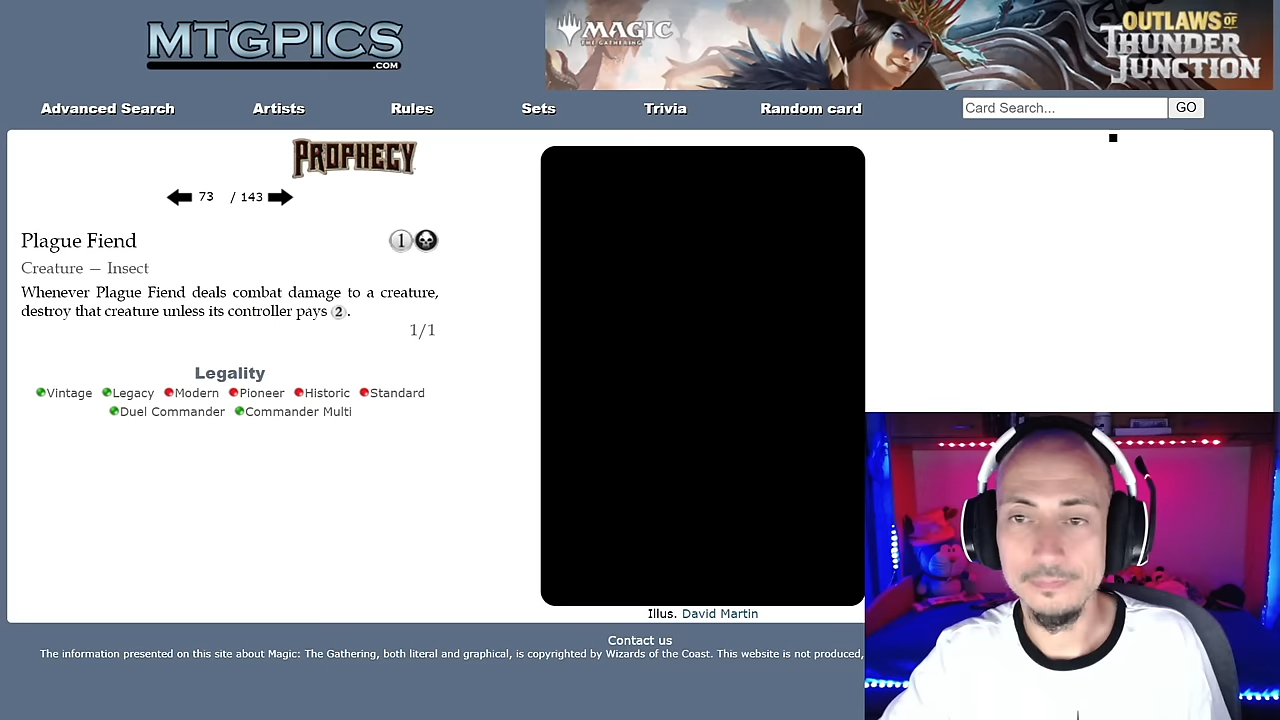 MTGPICS
.COM
MAGIC
THE GATHERING
OUTLAWS OF
THUNDER
JUNCTION
Advanced Search Artists Rules Sets Trivia Random card Card Search... GO
PROPHECY
73 / 143
Plague Fiend 1
Creature — Insect
Whenever Plague Fiend deals combat damage to a creature,
destroy that creature unless its controller pays 2.
1/1
Legality
Vintage Legacy Modern Pioneer Historic Standard
Duel Commander Commander Multi
Illus. David Martin
Contact us
The information presented on this site about Magic: The Gathering, both literal and graphical, is copyrighted by Wizards of the Coast. This website is not produced,